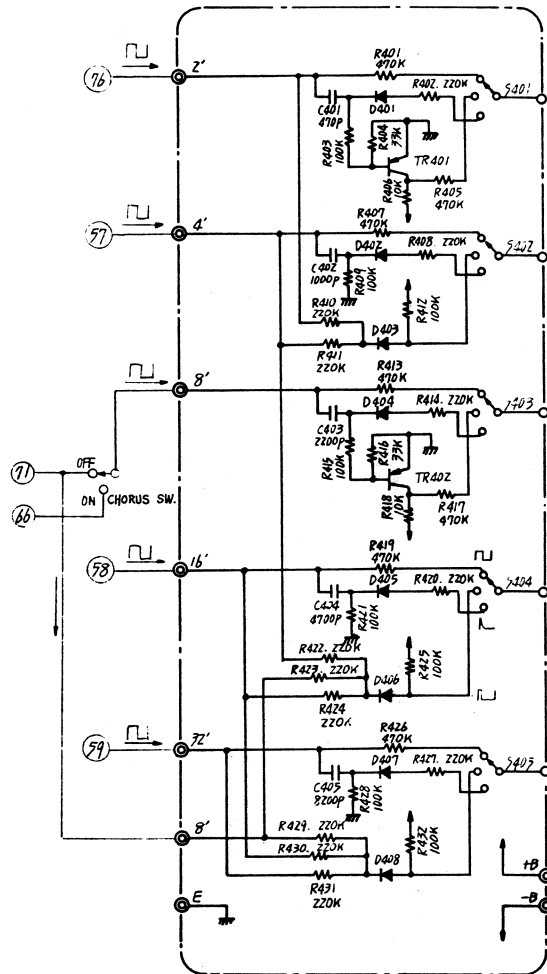 76
2'
R401
470K
R402. 220K
S401
C401
470P
D401
R403
100K
R404
33K
TR401
R406
10K
R405
470K
57
4'
R407
470K
D402
R408. 220K
S402
C402
1000P
R409
100K
R410
220K
R412
100K
D403
R411
220K
8'
R413
470K
D404
R414. 220K
S403
C403
2200P
R415
100K
R416
33K
TR402
R418
10K
R417
470K
71
OFF
ON
CHORUS SW.
66
58
16'
R419
470K
D405
R420. 220K
S404
C404
4700P
R421
100K
R422. 220K
R423. 220K
R425
100K
D406
R424
220K
59
32'
R426
470K
D407
R427. 220K
S405
C405
8200P
R428
100K
8'
R429. 220K
R430. 220K
R432
100K
D408
R431
220K
+B
E
-B